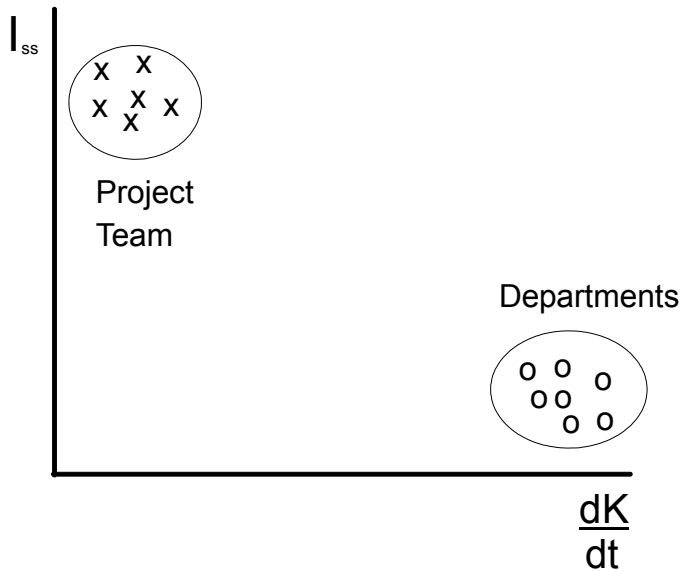 Iss
x x
x x x
x
Project
Team
Departments
o o o
o o
o o
dK
dt